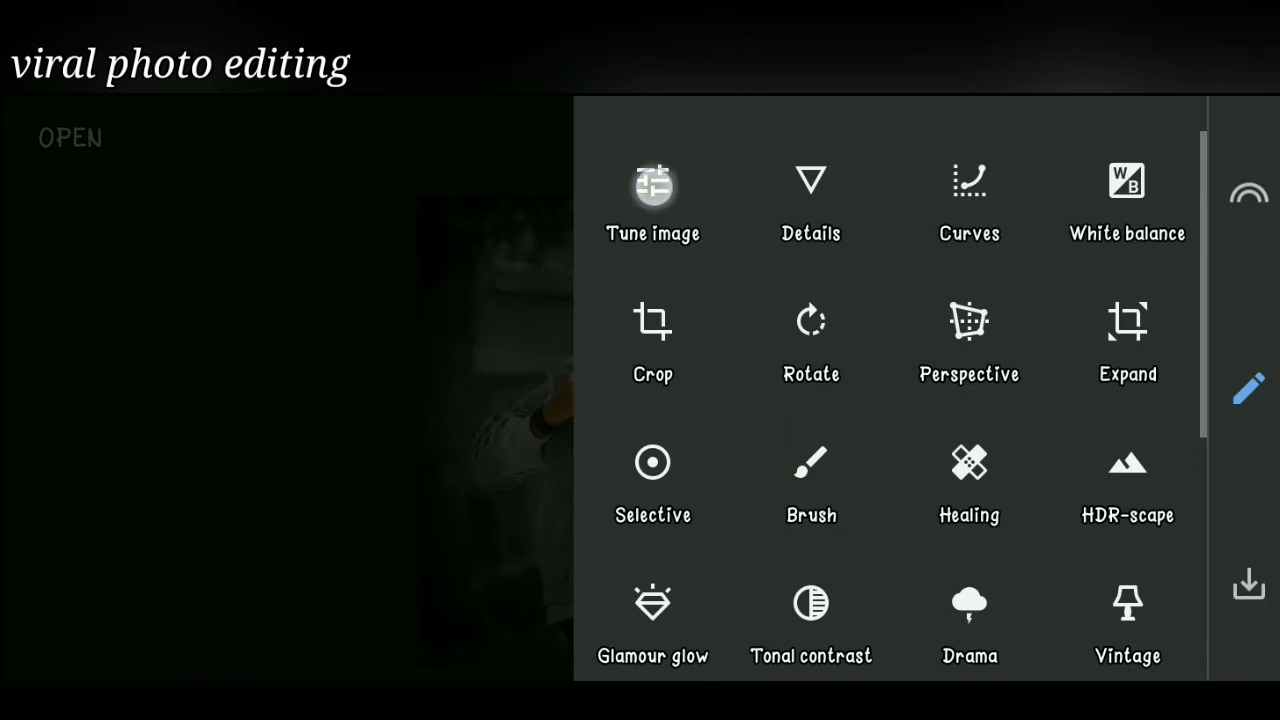 viral photo editing
OPEN
Tune image
Details
Curves
White balance
W
B
Crop
Rotate
Perspective
Expand
Selective
Brush
Healing
HDR-scape
Glamour glow
Tonal contrast
Drama
Vintage